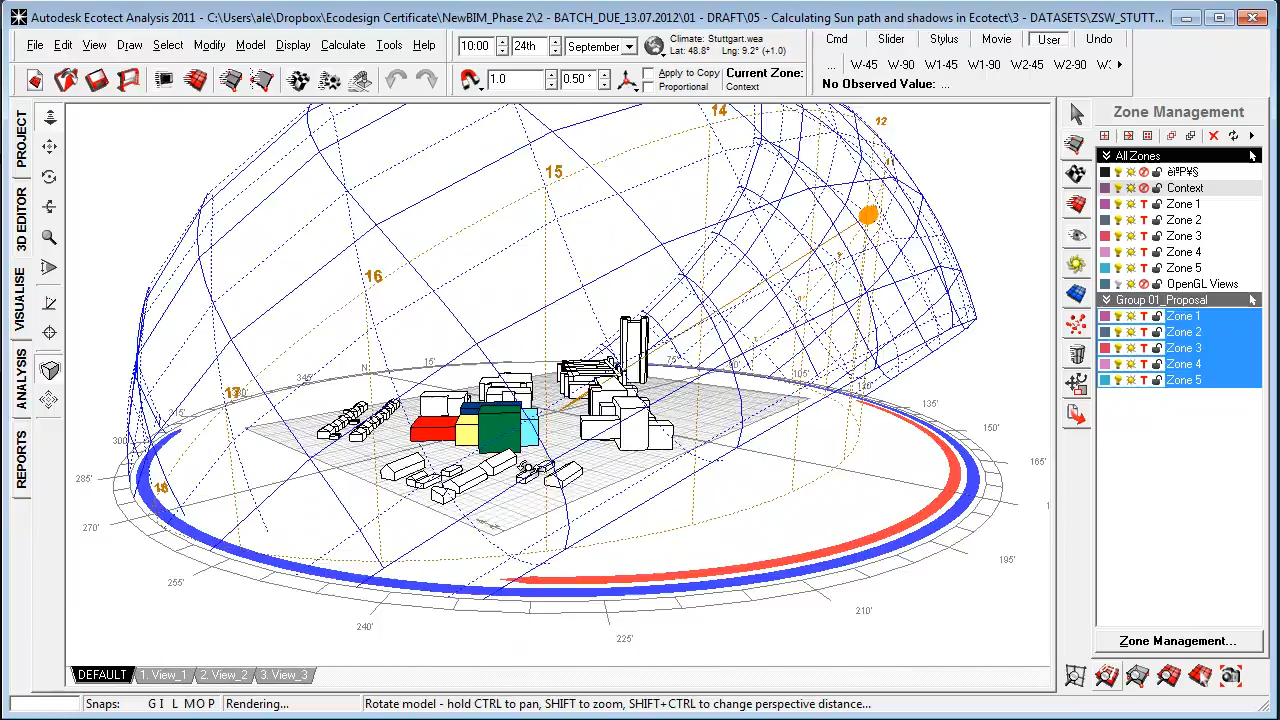 Autodesk Ecotect Analysis 2011 - C:\Users\ale\Dropbox\Ecodesign Certificate\NewBIM_Phase 2\2 - BATCH_DUE_13.07.2012\01 - DRAFT\05 - Calculating Sun path and shadows in Ecotect\3 - DATASETS\ZSW_STUTT...
File Edit View Draw Select Modify Model Display Calculate Tools Help
10:00 24th September
Climate: Stuttgart.wea
Lat: 48.8° Lng: 9.2° (+1.0)
Cmd Slider Stylus Movie User Undo
... W-45 W-90 W1-45 W1-90 W2-45 W2-90 W:
1.0 0.50 °
Apply to Copy
Proportional
Current Zone:
Context
No Observed Value: ...
PROJECT
3D EDITOR
VISUALISE
ANALYSIS
REPORTS
14
12
11
15
16
17
18
15'
N
345'
75'
105'
135'
150'
165'
195'
210'
225'
240'
255'
270'
285'
300'
Zone Management
All Zones
èìºP¥§
Context
Zone 1
Zone 2
Zone 3
Zone 4
Zone 5
OpenGL Views
Group 01_Proposal
Zone 1
Zone 2
Zone 3
Zone 4
Zone 5
Zone Management...
DEFAULT 1. View_1 2. View_2 3. View_3
Snaps: G I L M O P Rendering... Rotate model - hold CTRL to pan, SHIFT to zoom, SHIFT+CTRL to change perspective distance...